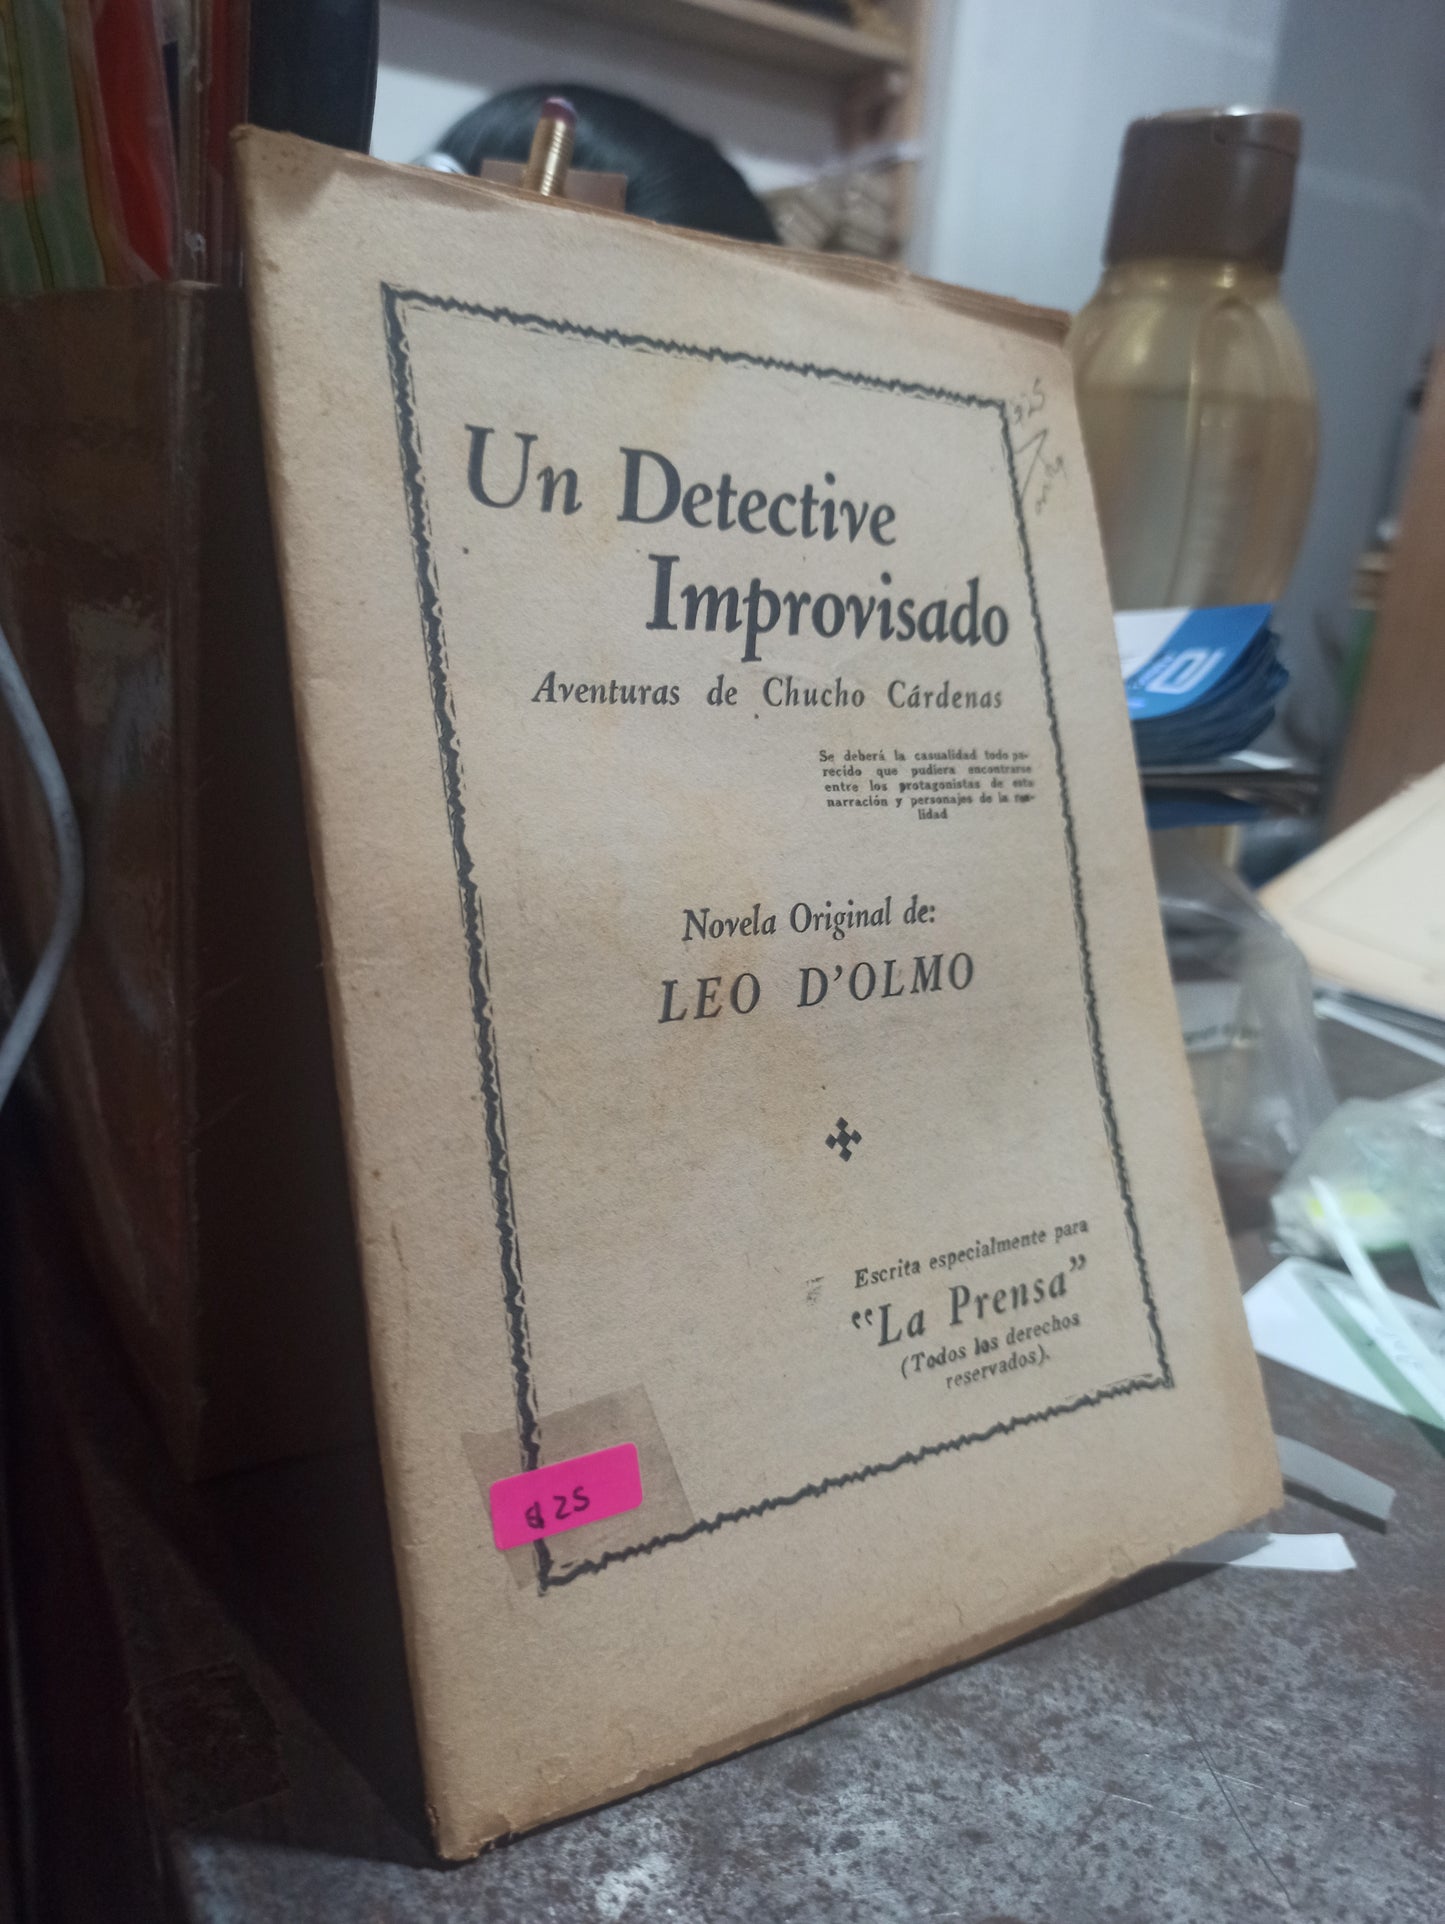 Un Detective
Improvisado
Aventuras de Chucho Cárdenas
Se deberá la casualidad todo pa-
recido que pudiera encontrarse
entre los protagonistas de esta
narración y personajes de la rea-
lidad
Novela Original de:
LEO D'OLMO
Escrita especialmente para
"La Prensa"
(Todos los derechos
reservados).
$25